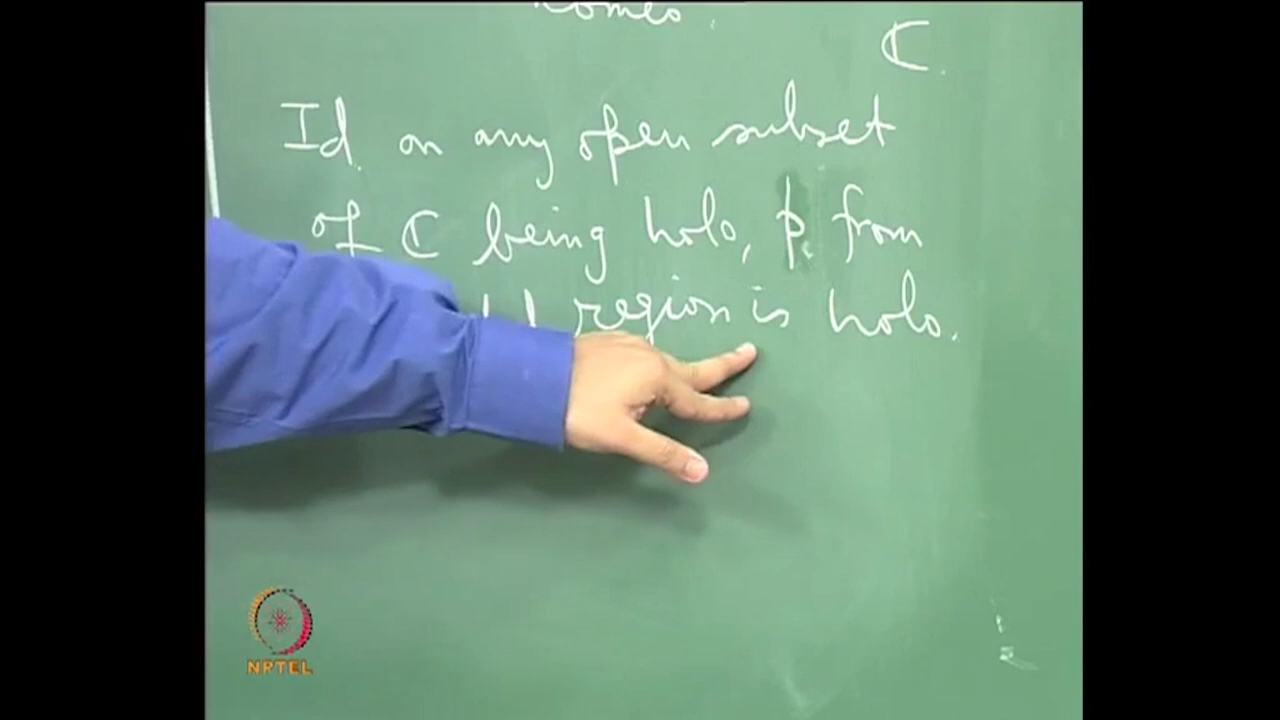 comes.
ℂ.
Id. on any open subset
of ℂ being holo, p. from
region is holo.
NPTEL